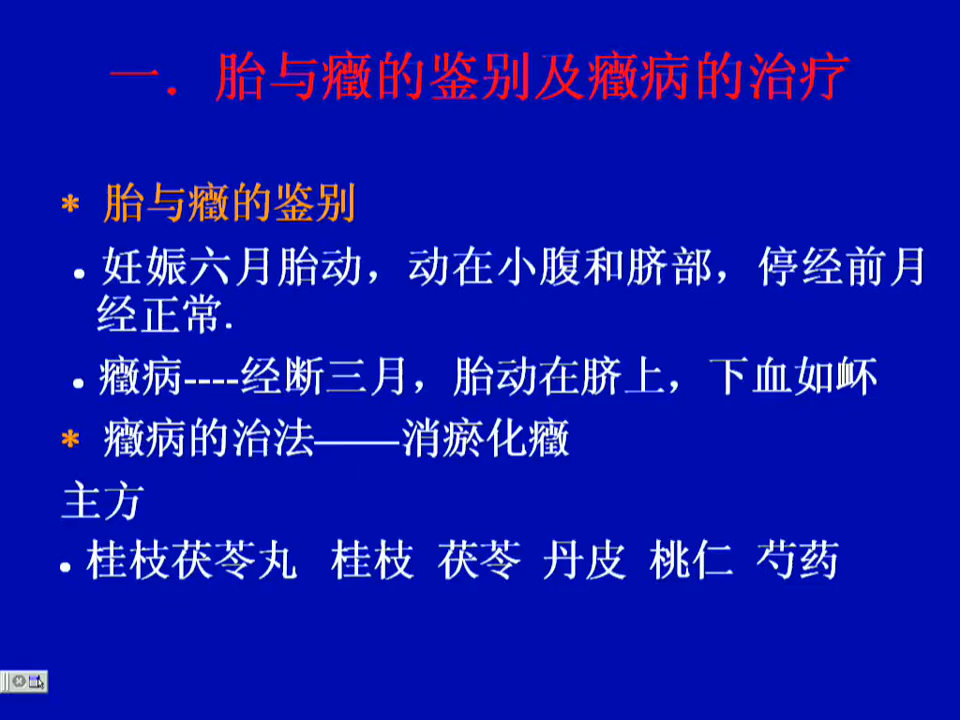 一．胎与癥的鉴别及癥病的治疗
* 胎与癥的鉴别
• 妊娠六月胎动，动在小腹和脐部，停经前月
经正常.
• 癥病----经断三月，胎动在脐上，下血如衃
* 癥病的治法——消瘀化癥
主方
• 桂枝茯苓丸 桂枝 茯苓 丹皮 桃仁 芍药